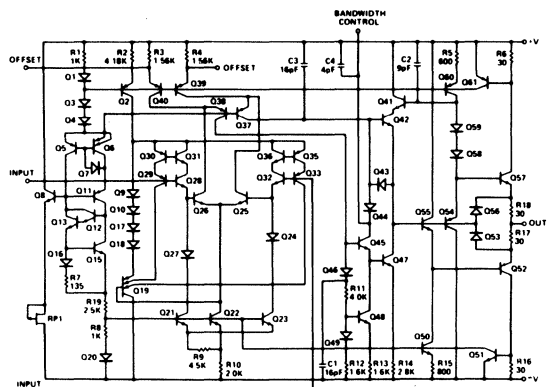 BANDWIDTH
CONTROL
+V
R1
1K
R2
4 18K
R3
1 56K
R4
1.56K
OFFSET
OFFSET
C3
16pF
C4
4pF
C2
9pF
R5
800
R6
30
Q1
Q3
Q4
Q2
Q40
Q39
Q38
Q37
Q41
Q42
Q60
Q61
Q59
Q58
Q5
Q6
Q7
Q30
Q31
Q36
Q35
Q29
Q28
Q32
Q33
Q43
Q57
INPUT
Q8
Q11
Q9
Q10
Q17
Q18
Q26
Q25
Q44
Q55
Q54
Q56
Q53
R18
30
OUT
R17
30
Q13
Q12
Q15
Q16
R7
135
Q27
Q24
Q45
Q47
Q46
Q52
R19
2 5K
Q19
R11
4.0K
Q48
R8
1K
RP1
Q21
Q22
Q23
Q49
Q50
Q51
Q20
R9
4 5K
R10
2 0K
C1
16pF
R12
1 6K
R13
1.6K
R14
2 8K
R15
800
R16
30
INPUT
-V